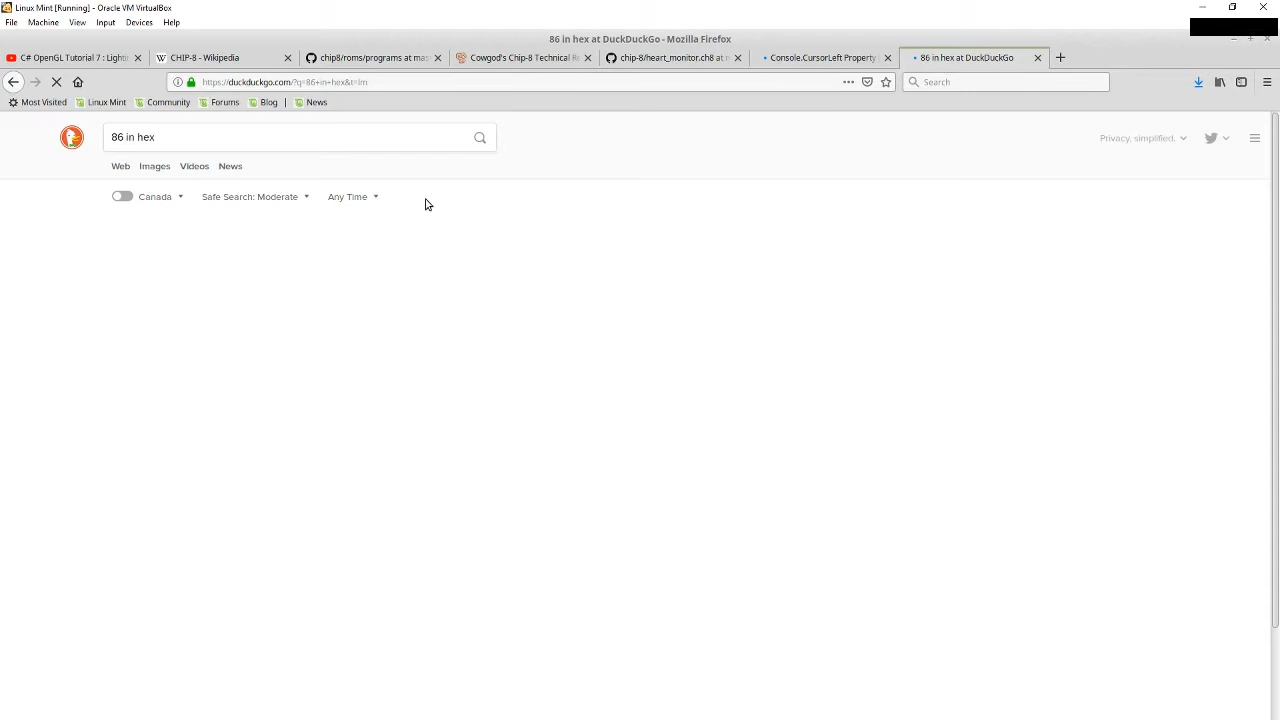 Linux Mint [Running] - Oracle VM VirtualBox
File Machine View Input Devices Help
86 in hex at DuckDuckGo - Mozilla Firefox
C# OpenGL Tutorial 7 : Light
CHIP-8 - Wikipedia
chip8/roms/programs at mas
Cowgod's Chip-8 Technical Re
chip-8/heart_monitor.ch8 at m
Console.CursorLeft Property
86 in hex at DuckDuckGo
https://duckduckgo.com/?q=86+in+hex&t=lm
Search
Most Visited Linux Mint Community Forums Blog News
86 in hex
Privacy, simplified.
Web Images Videos News
Canada Safe Search: Moderate Any Time